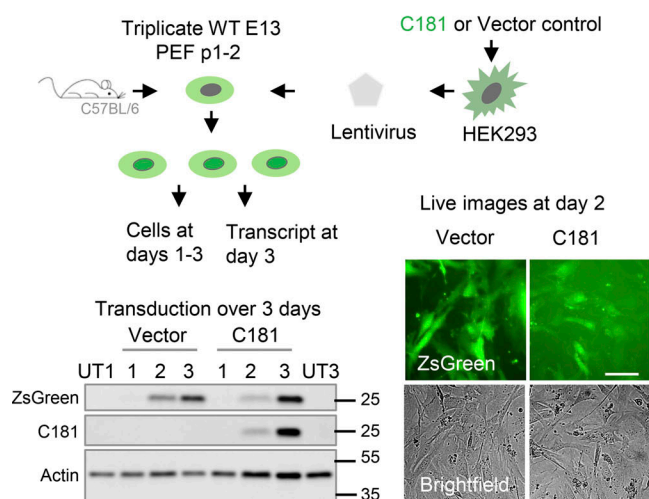 Triplicate WT E13
PEF p1-2
C181 or Vector control
C57BL/6
Lentivirus
HEK293
Cells at
days 1-3
Transcript at
day 3
Live images at day 2
Vector C181
ZsGreen
Brightfield
Transduction over 3 days
Vector C181
UT1 1 2 3 1 2 3 UT3
ZsGreen 25
C181 25
55
Actin
35